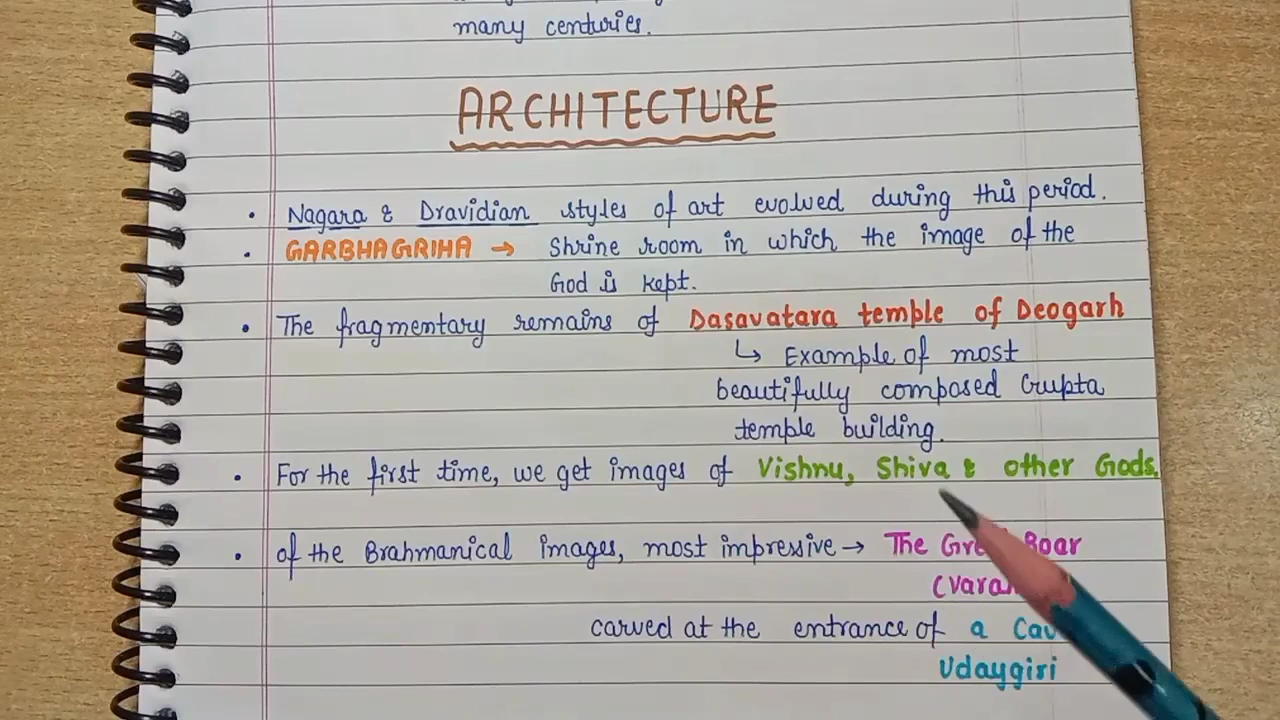 many centuries.
ARCHITECTURE
• Nagara & Dravidian styles of art evolved during this period.
• GARBHAGRIHA → Shrine room in which the image of the
God is kept.
• The fragmentary remains of Dasavatara temple of Deogarh
↳ Example of most
beautifully composed Gupta
temple building.
• For the first time, we get images of Vishnu, Shiva & other Gods.
• of the Brahmanical images, most impressive → The Boar
carved at the entrance of a
Udaygiri